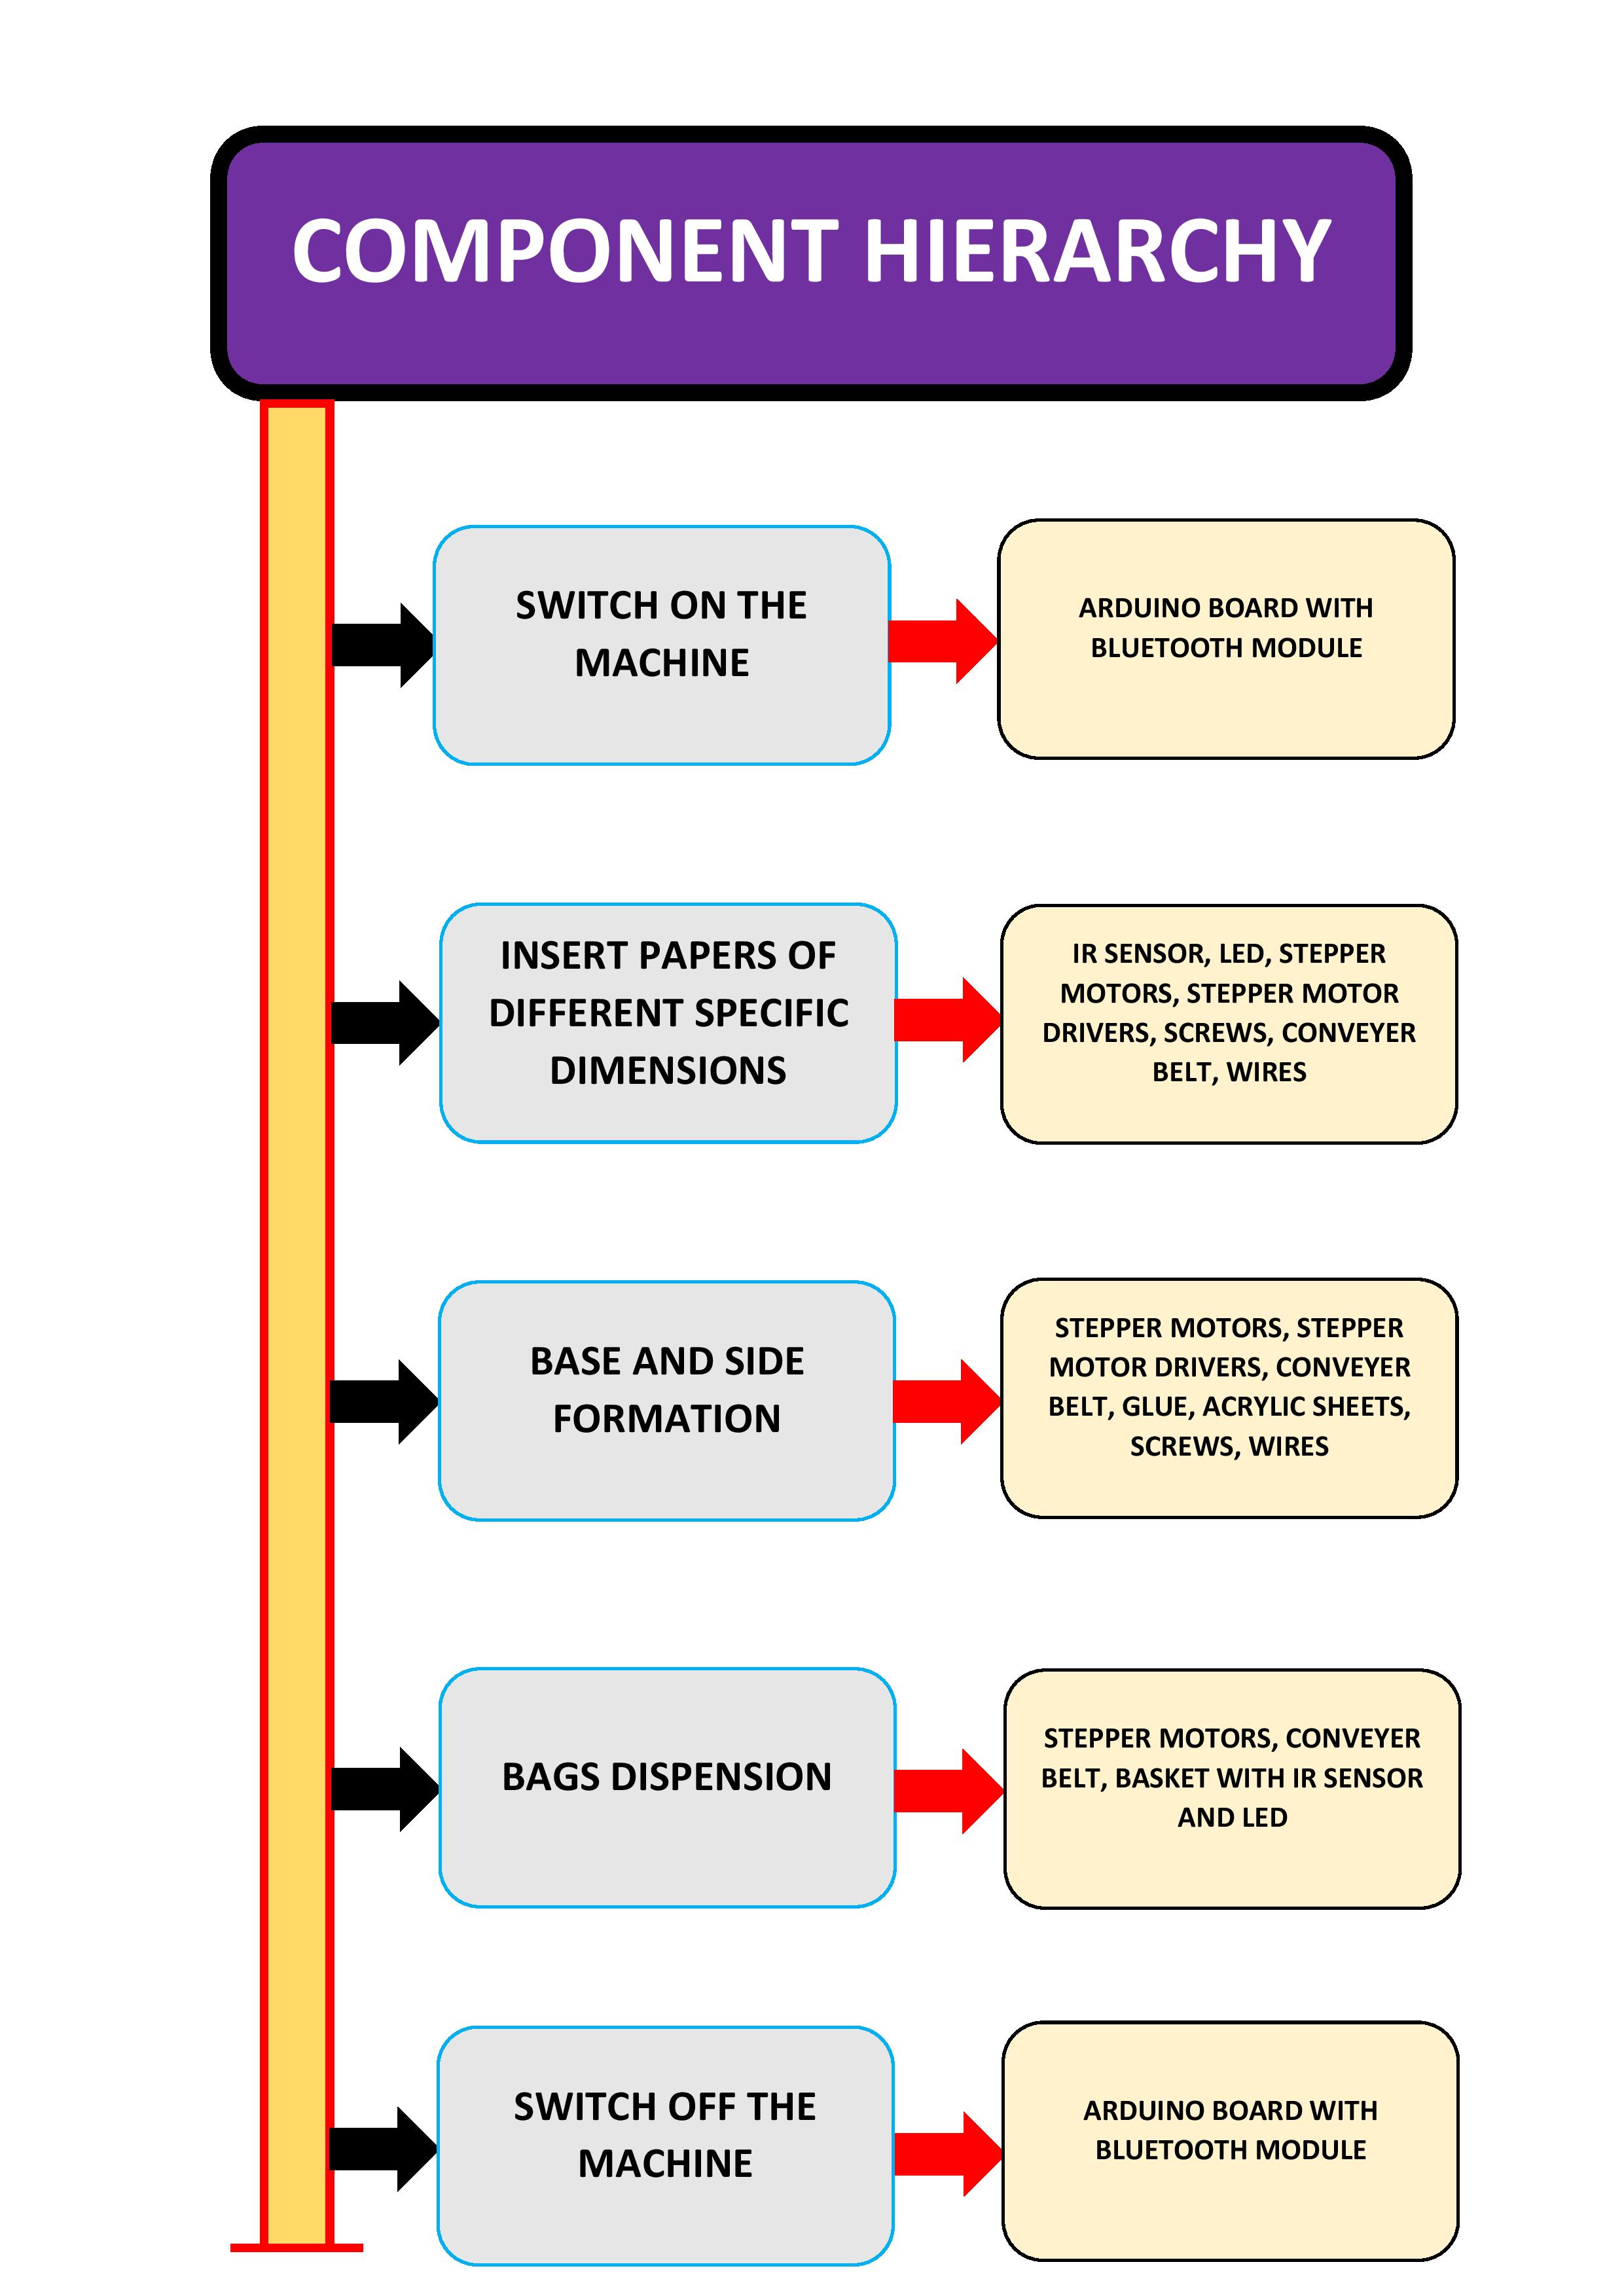 COMPONENT HIERARCHY
SWITCH ON THE
MACHINE
ARDUINO BOARD WITH
BLUETOOTH MODULE
INSERT PAPERS OF
DIFFERENT SPECIFIC
DIMENSIONS
IR SENSOR, LED, STEPPER
MOTORS, STEPPER MOTOR
DRIVERS, SCREWS, CONVEYER
BELT, WIRES
BASE AND SIDE
FORMATION
STEPPER MOTORS, STEPPER
MOTOR DRIVERS, CONVEYER
BELT, GLUE, ACRYLIC SHEETS,
SCREWS, WIRES
BAGS DISPENSION
STEPPER MOTORS, CONVEYER
BELT, BASKET WITH IR SENSOR
AND LED
SWITCH OFF THE
MACHINE
ARDUINO BOARD WITH
BLUETOOTH MODULE